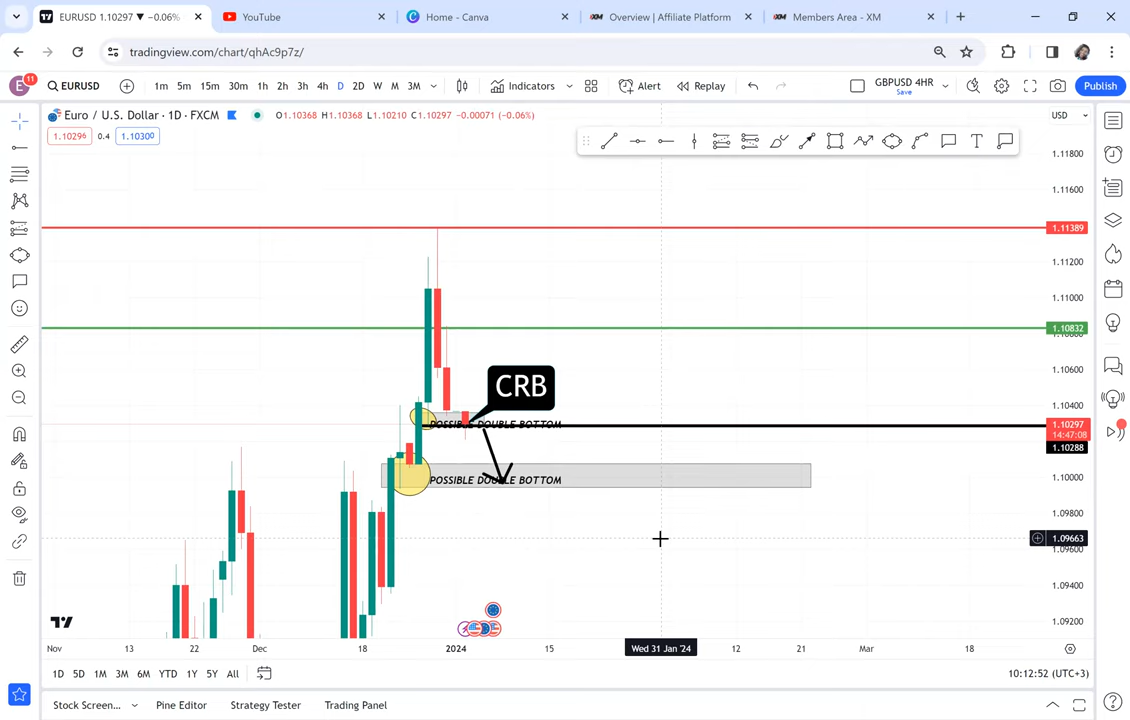 EURUSD 1.10297 ▼ −0.06%
YouTube
Home - Canva
Overview | Affiliate Platform
Members Area - XM
tradingview.com/chart/qhAc9p7z/
E 11
EURUSD
1m 5m 15m 30m 1h 2h 3h 4h D 2D W M 3M
Indicators
Alert
Replay
GBPUSD 4HR
Save
Publish
Euro / U.S. Dollar · 1D · FXCM
O1.10368 H1.10368 L1.10210 C1.10297 −0.00071 (−0.06%)
USD
1.10296 0.4 1.10300
1.11800
1.11600
1.11389
1.11200
1.11000
1.10832
1.10600
CRB
1.10400
POSSIBLE DOUBLE BOTTOM
1.10297
14:47:08
1.10288
POSSIBLE DOUBLE BOTTOM
1.10000
1.09800
1.09663
1.09600
1.09400
1.09200
Nov 13 22 Dec 18 2024 15 Wed 31 Jan '24 12 21 Mar 18
1D 5D 1M 3M 6M YTD 1Y 5Y All
10:12:52 (UTC+3)
Stock Screen... Pine Editor Strategy Tester Trading Panel